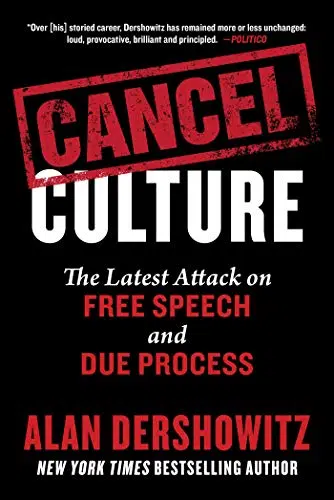 "Over [his] storied career, Dershowitz has remained more or less unchanged:
loud, provocative, brilliant and principled. —POLITICO
CANCEL
CULTURE
The Latest Attack on
FREE SPEECH
and
DUE PROCESS
ALAN DERSHOWITZ
NEW YORK TIMES BESTSELLING AUTHOR